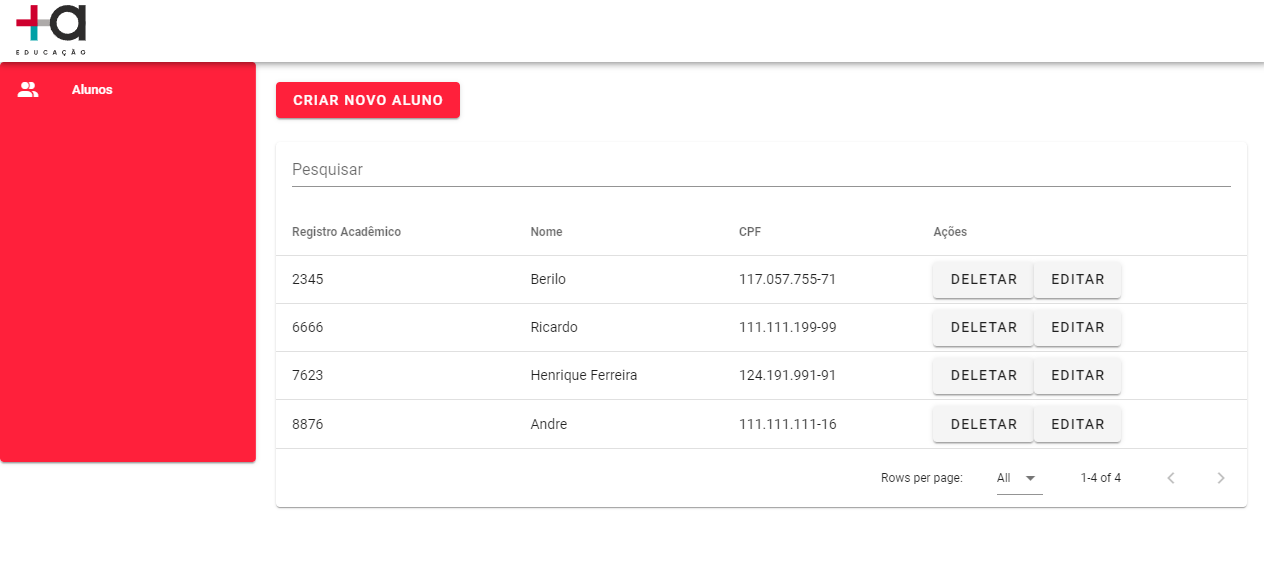 +a
EDUCAÇÃO
Alunos
CRIAR NOVO ALUNO
Pesquisar
Registro Acadêmico Nome CPF Ações
2345 Berilo 117.057.755-71 DELETAR EDITAR
6666 Ricardo 111.111.199-99 DELETAR EDITAR
7623 Henrique Ferreira 124.191.991-91 DELETAR EDITAR
8876 Andre 111.111.111-16 DELETAR EDITAR
Rows per page: All 1-4 of 4